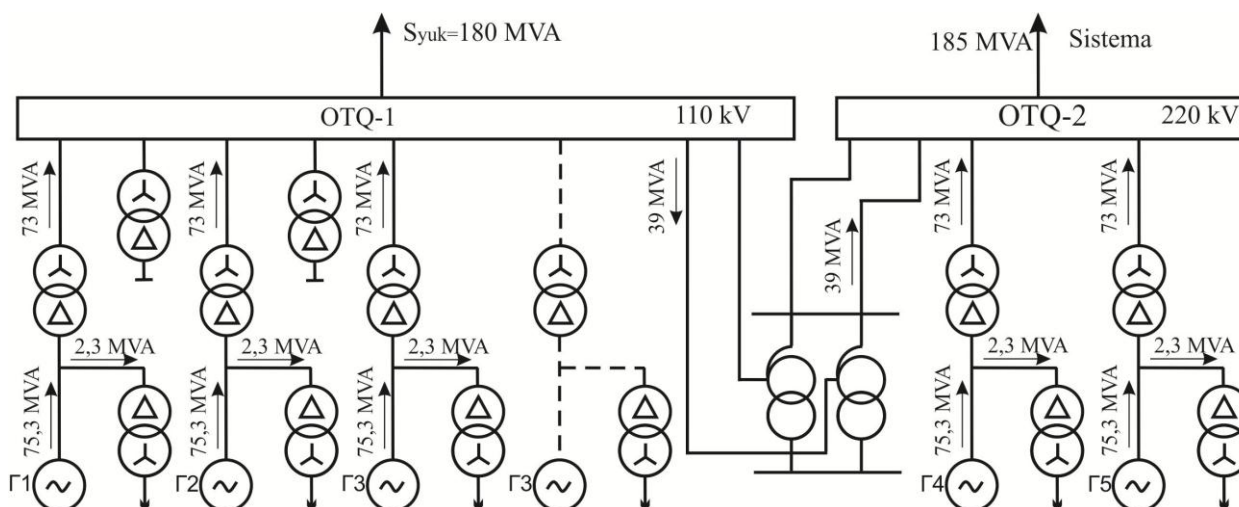 Syuk=180 MVA
185 MVA
Sistema
OTQ-1
110 kV
OTQ-2
220 kV
73 MVA
73 MVA
73 MVA
39 MVA
39 MVA
73 MVA
73 MVA
2,3 MVA
2,3 MVA
2,3 MVA
2,3 MVA
2,3 MVA
75,3 MVA
75,3 MVA
75,3 MVA
75,3 MVA
75,3 MVA
Г1
Г2
Г3
Г3
Г4
Г5